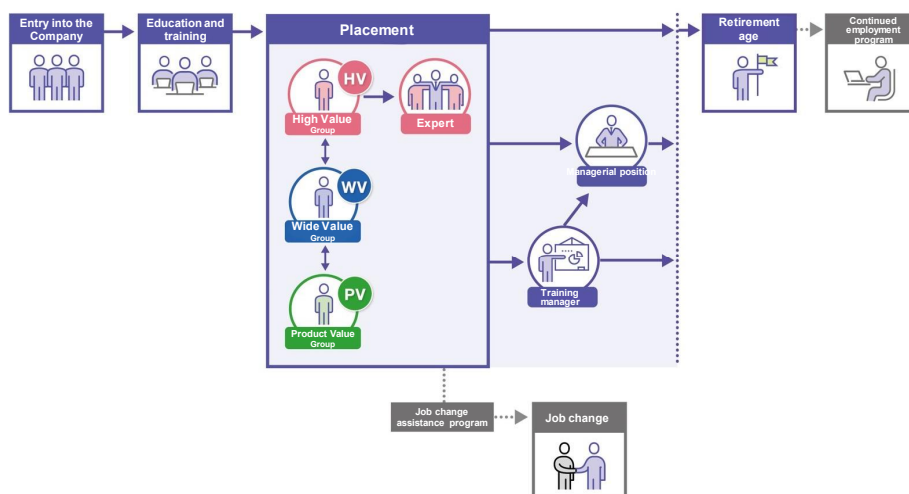 Entry into the
Company
Education and
training
Placement
Retirement
age
Continued
employment
program
HV
High Value
Group
Expert
WV
Wide Value
Group
PV
Product Value
Group
Managerial position
Training
manager
Job change
assistance program
Job change